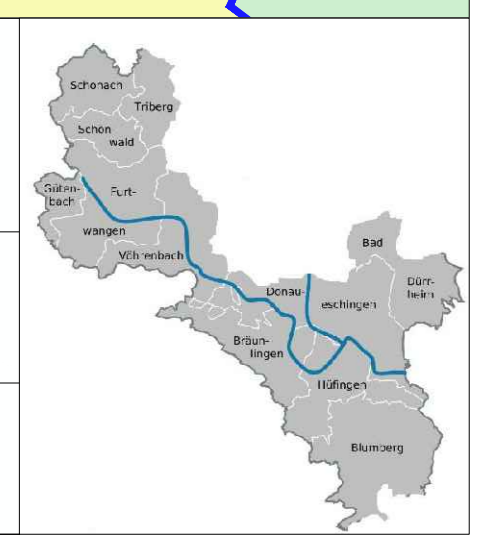 Schonach
Triberg
Schön
wald
Güten-
bach
Furt-
wangen
Vöhrenbach
Bad
Dürr-
heim
Donau-
eschingen
Bräun-
lingen
Hüfingen
Blumberg